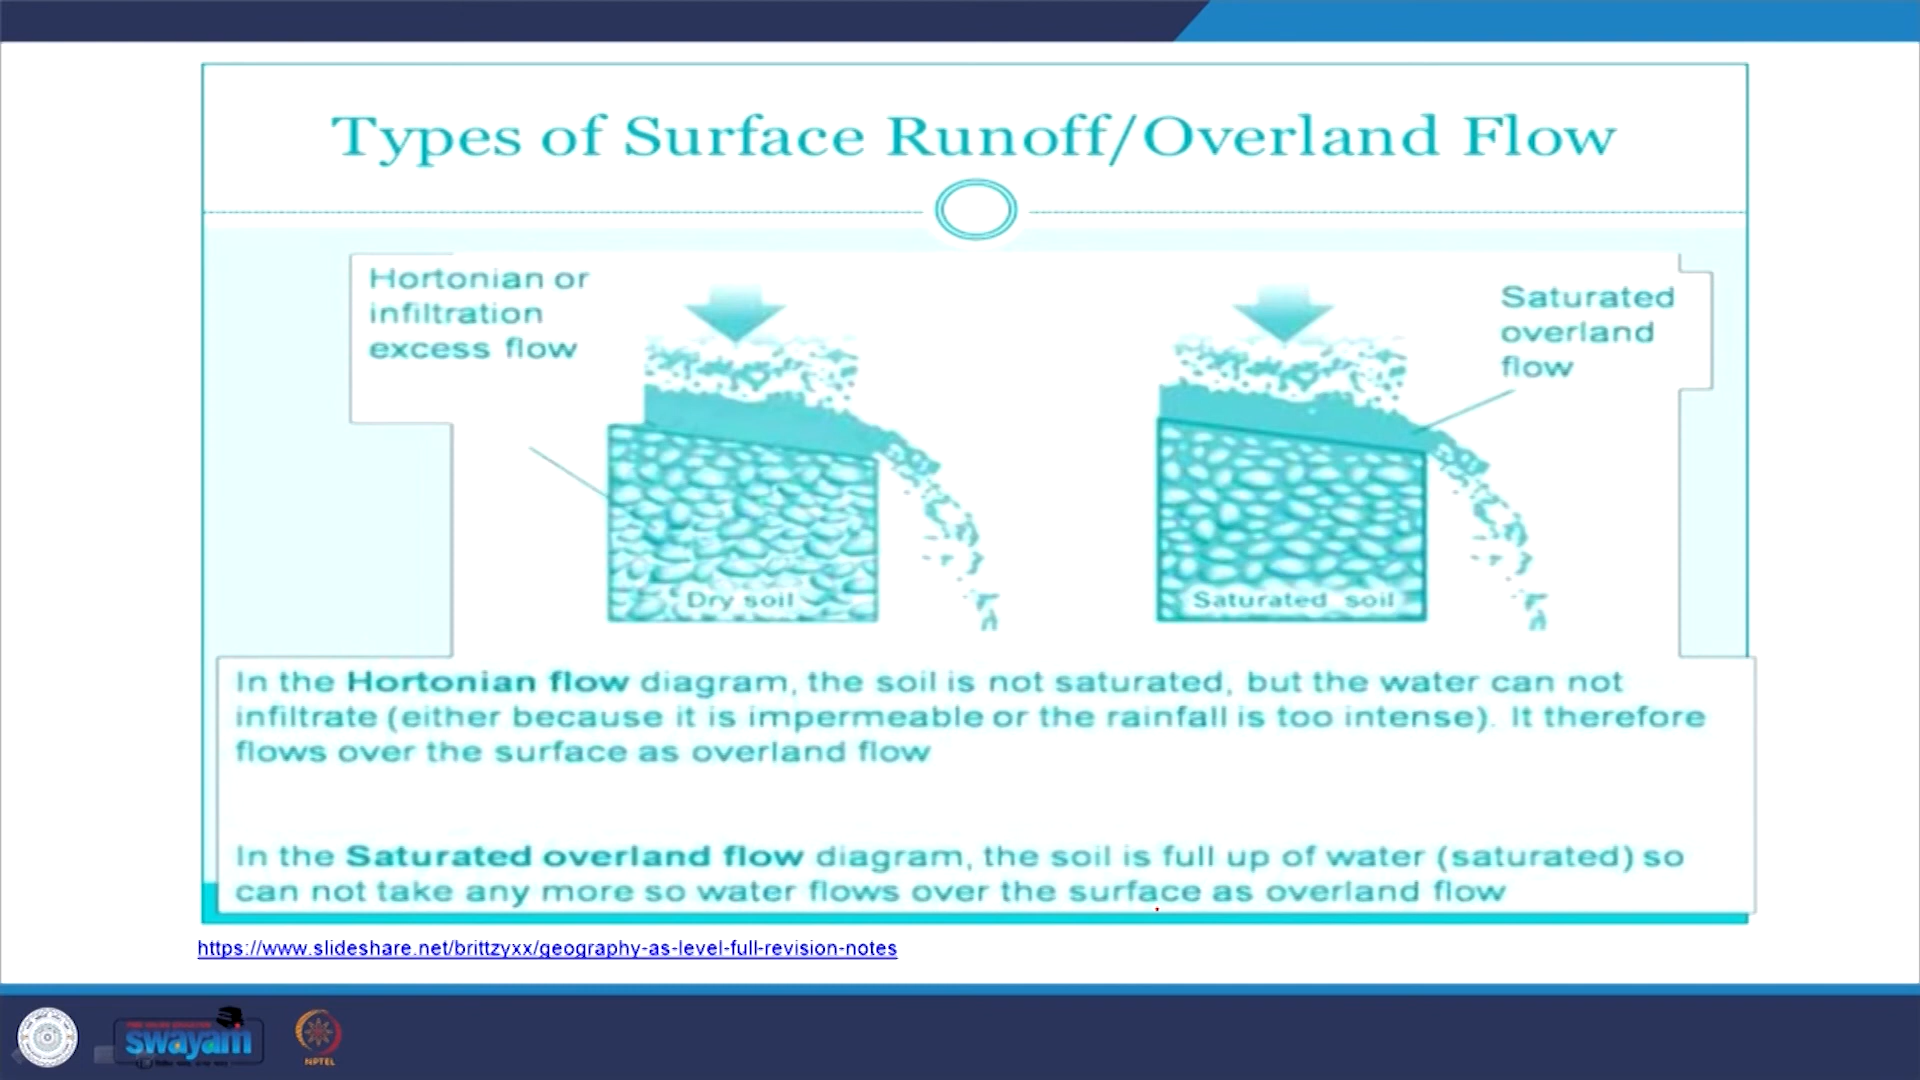 Types of Surface Runoff/Overland Flow
Hortonian or
infiltration
excess flow
Saturated
overland
flow
Dry soil
Saturated soil
In the Hortonian flow diagram, the soil is not saturated, but the water can not
infiltrate (either because it is impermeable or the rainfall is too intense). It therefore
flows over the surface as overland flow
In the Saturated overland flow diagram, the soil is full up of water (saturated) so
can not take any more so water flows over the surface as overland flow
https://www.slideshare.net/brittzyxx/geography-as-level-full-revision-notes
swayam
NPTEL